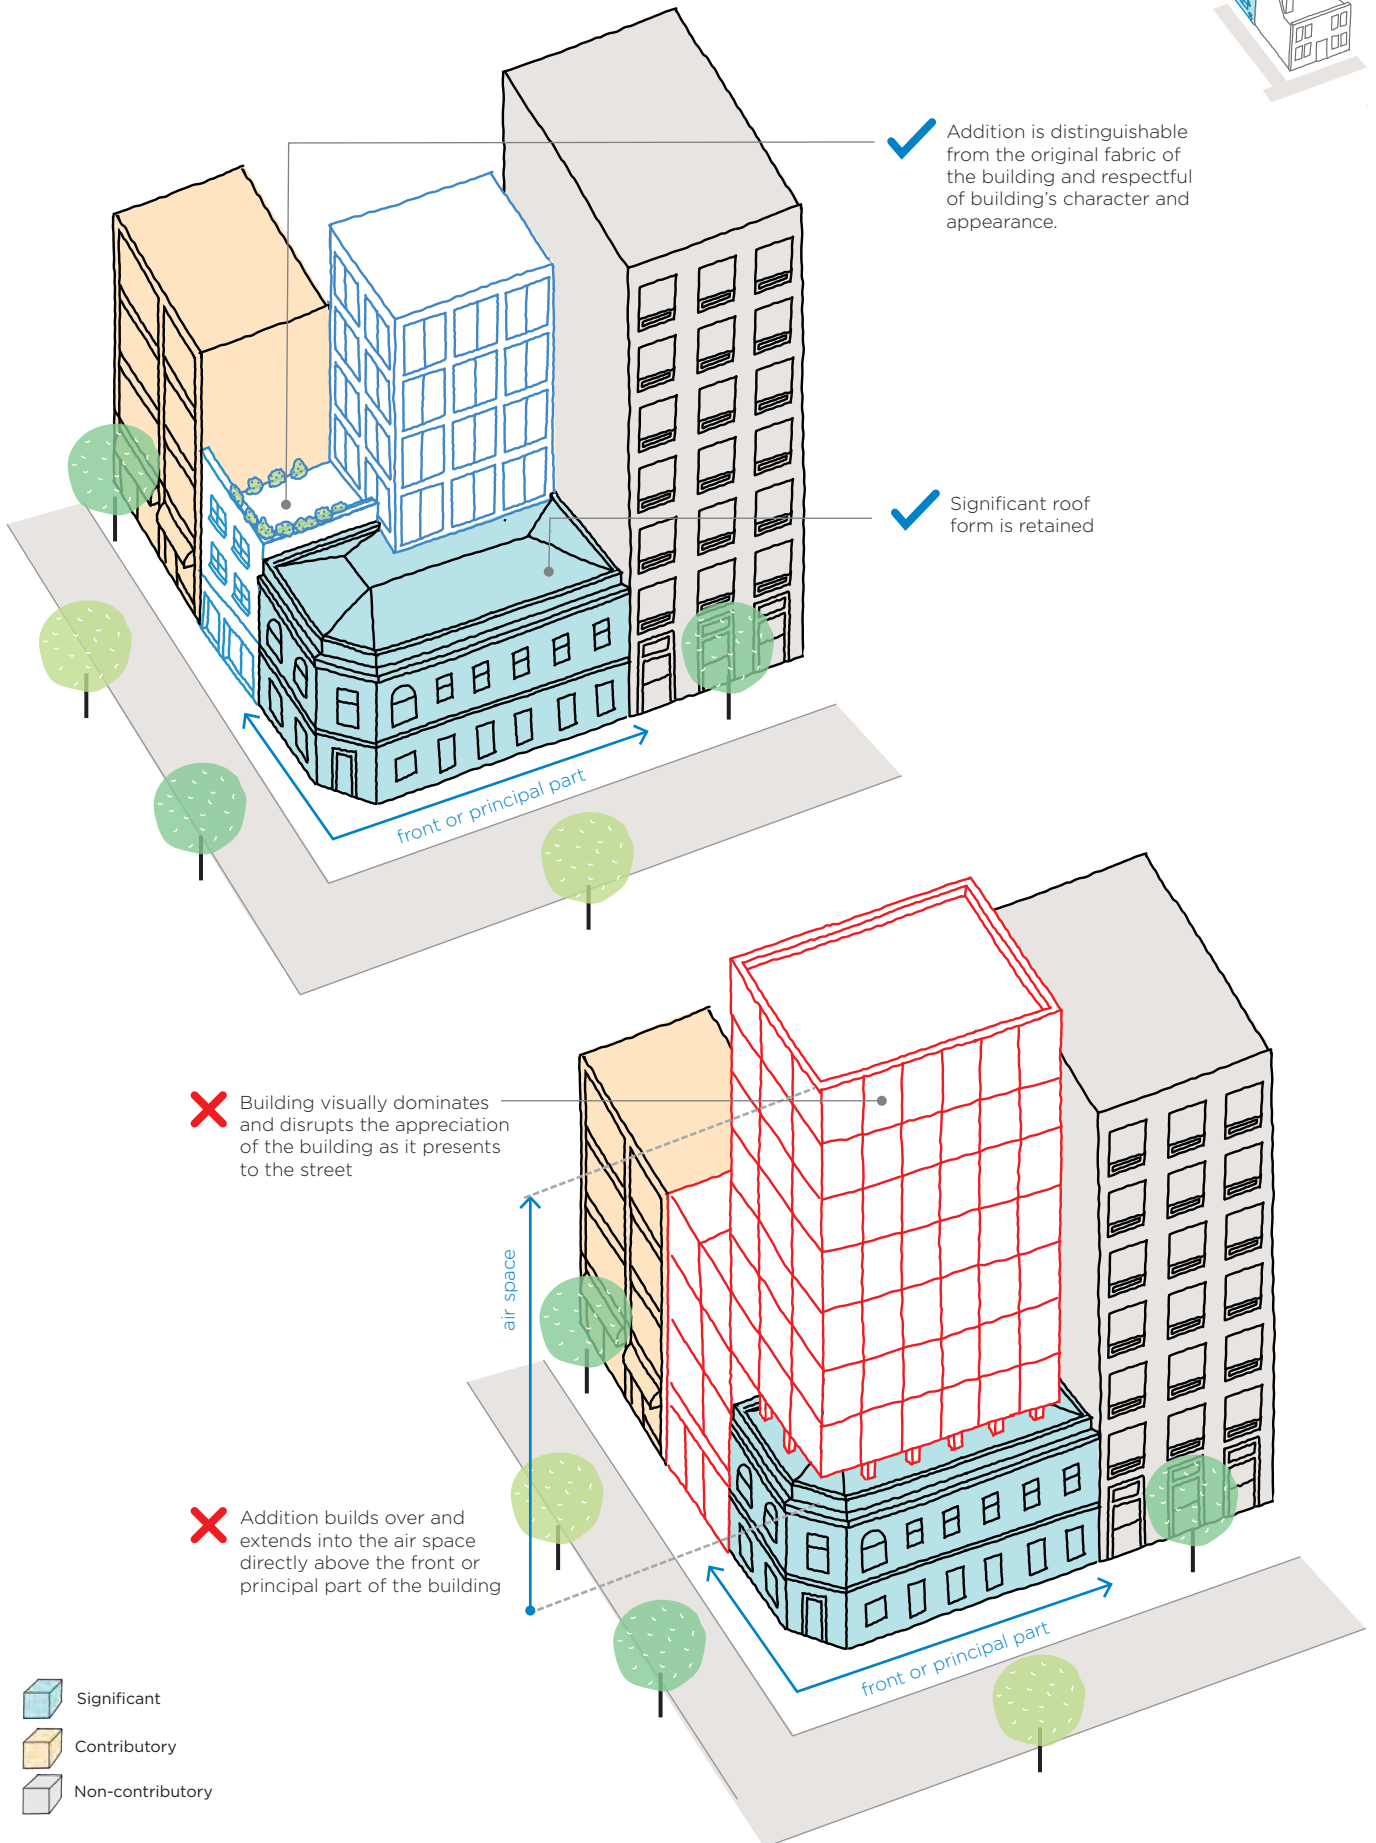 Addition is distinguishable
from the original fabric of
the building and respectful
of building's character and
appearance.
Significant roof
form is retained
front or principal part
Building visually dominates
and disrupts the appreciation
of the building as it presents
to the street
air space
Addition builds over and
extends into the air space
directly above the front or
principal part of the building
front or principal part
Significant
Contributory
Non-contributory